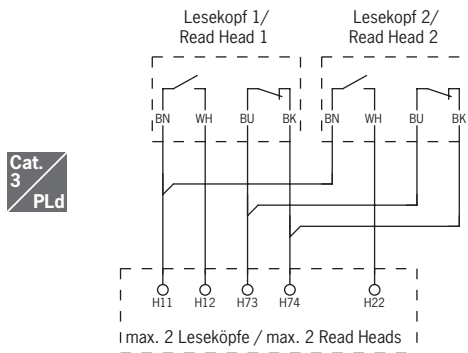 Lesekopf 1/
Read Head 1
Lesekopf 2/
Read Head 2
BN WH BU BK BN WH BU BK
Cat.
3
PLd
H11 H12 H73 H74 H22
max. 2 Leseköpfe / max. 2 Read Heads